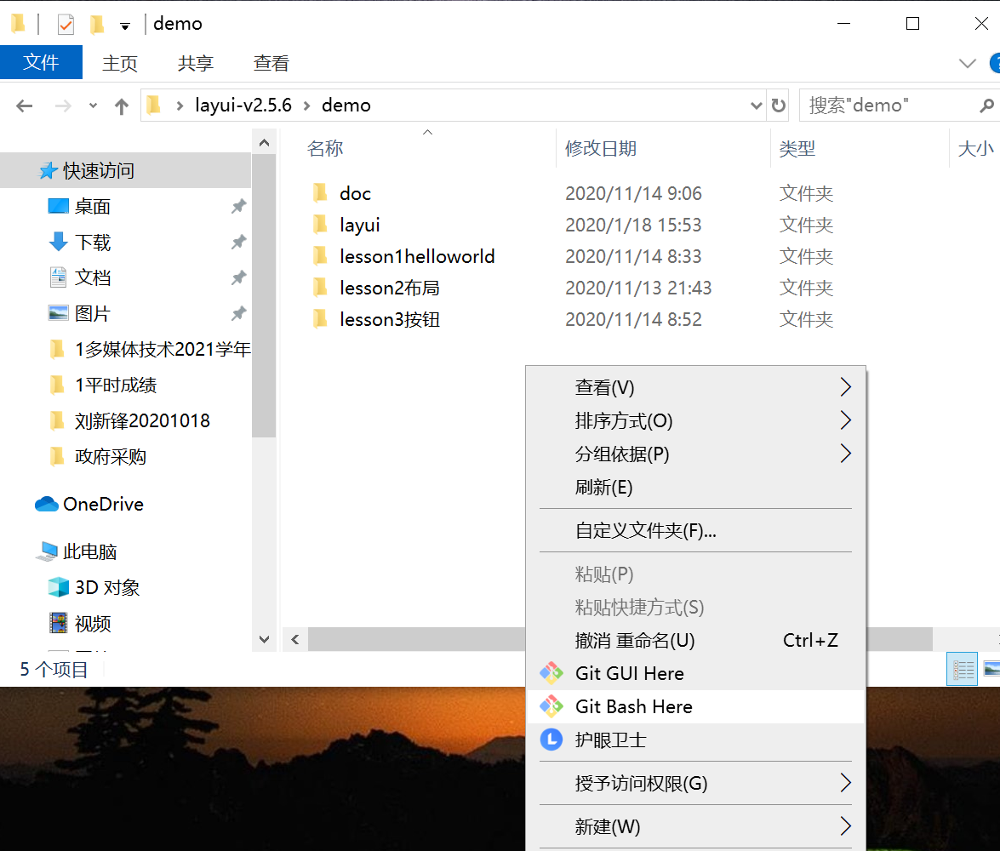 demo
文件 主页 共享 查看
layui-v2.5.6 demo 搜索"demo"
名称 修改日期 类型 大小
快速访问
桌面
下载
文档
图片
1多媒体技术2021学年
1平时成绩
刘新锋20201018
政府采购
OneDrive
此电脑
3D 对象
视频
doc 2020/11/14 9:06 文件夹
layui 2020/1/18 15:53 文件夹
lesson1helloworld 2020/11/14 8:33 文件夹
lesson2布局 2020/11/13 21:43 文件夹
lesson3按钮 2020/11/14 8:52 文件夹
查看(V)
排序方式(O)
分组依据(P)
刷新(E)
自定义文件夹(F)...
粘贴(P)
粘贴快捷方式(S)
撤消 重命名(U) Ctrl+Z
Git GUI Here
Git Bash Here
护眼卫士
授予访问权限(G)
新建(W)
5 个项目